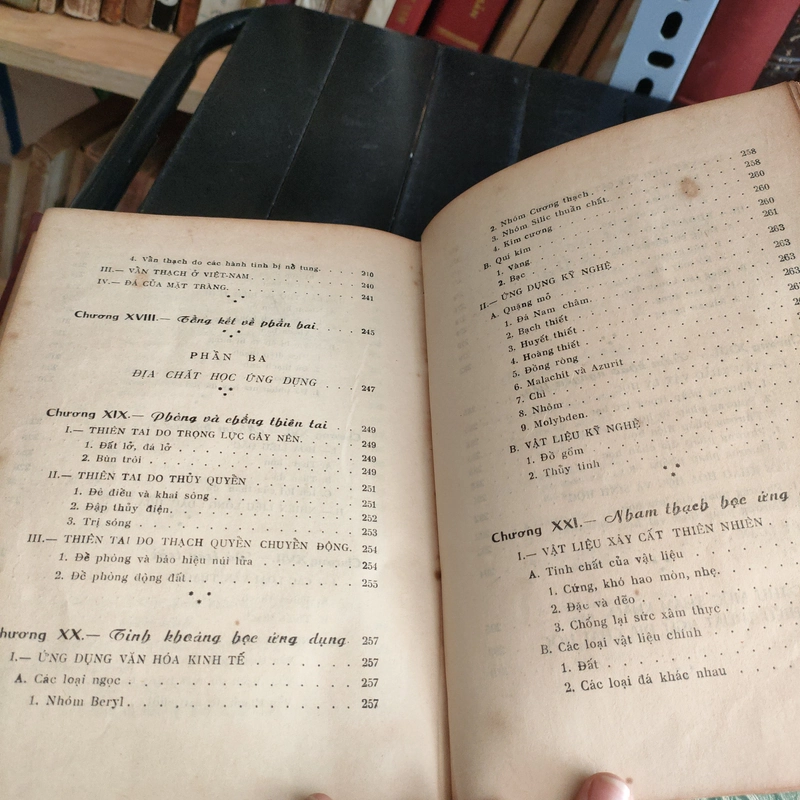 4. Vẫn thạch do các hành tinh bị nổ tung. 240
III.— VẪN THẠCH Ở VIỆT-NAM 240
IV.— ĐÁ CỦA MẶT TRĂNG. 241
Chương XVIII.— Tổng kết về phần hai. 245
PHẦN BA
ĐỊA CHẤT HỌC ỨNG DỤNG 247
Chương XIX.— Phòng và chống thiên tai 249
I.— THIÊN TAI DO TRỌNG LỰC GÂY NÊN. 249
1. Đất lở, đá lở 249
2. Bùn trôi 249
II.— THIÊN TAI DO THỦY QUYỀN 251
1. Đê điều và khai sông 251
2. Đập thủy điện. 252
3. Trị sông 253
III.— THIÊN TAI DO THẠCH QUYỀN CHUYỂN ĐỘNG. 254
1. Đề phòng và bảo hiệu núi lửa 254
2. Đề phòng động đất. 255
hương XX.— Tinh khoáng học ứng dụng 257
I.— ỨNG DỤNG VĂN HÓA KINH TẾ 257
A. Các loại ngọc 257
1. Nhóm Beryl. 257
258
2. Nhóm Cương thạch 258
3. Nhóm Silic thuần chất. 260
4. Kim cương 260
B. Quí kim 260
1. Vàng 261
2. Bạc 263
II.— ỨNG DỤNG KỸ NGHỆ 263
A. Quặng mỏ 263
1. Đá Nam châm. 263
2. Bạch thiết
3. Huyết thiết
4. Hoàng thiết
5. Đồng ròng
6. Malachit và Azurit
7. Chì
8. Nhôm
9. Molybden.
B. VẬT LIỆU KỸ NGHỆ
1. Đồ gốm
2. Thủy tinh
Chương XXI.— Nham thạch học ứng
I.— VẬT LIỆU XÂY CẤT THIÊN NHIÊN
A. Tính chất của vật liệu
1. Cứng, khó hao mòn, nhẹ.
2. Đặc và dẽo
3. Chống lại sức xâm thực
B. Các loại vật liệu chính
1. Đất
2. Các loại đá khác nhau